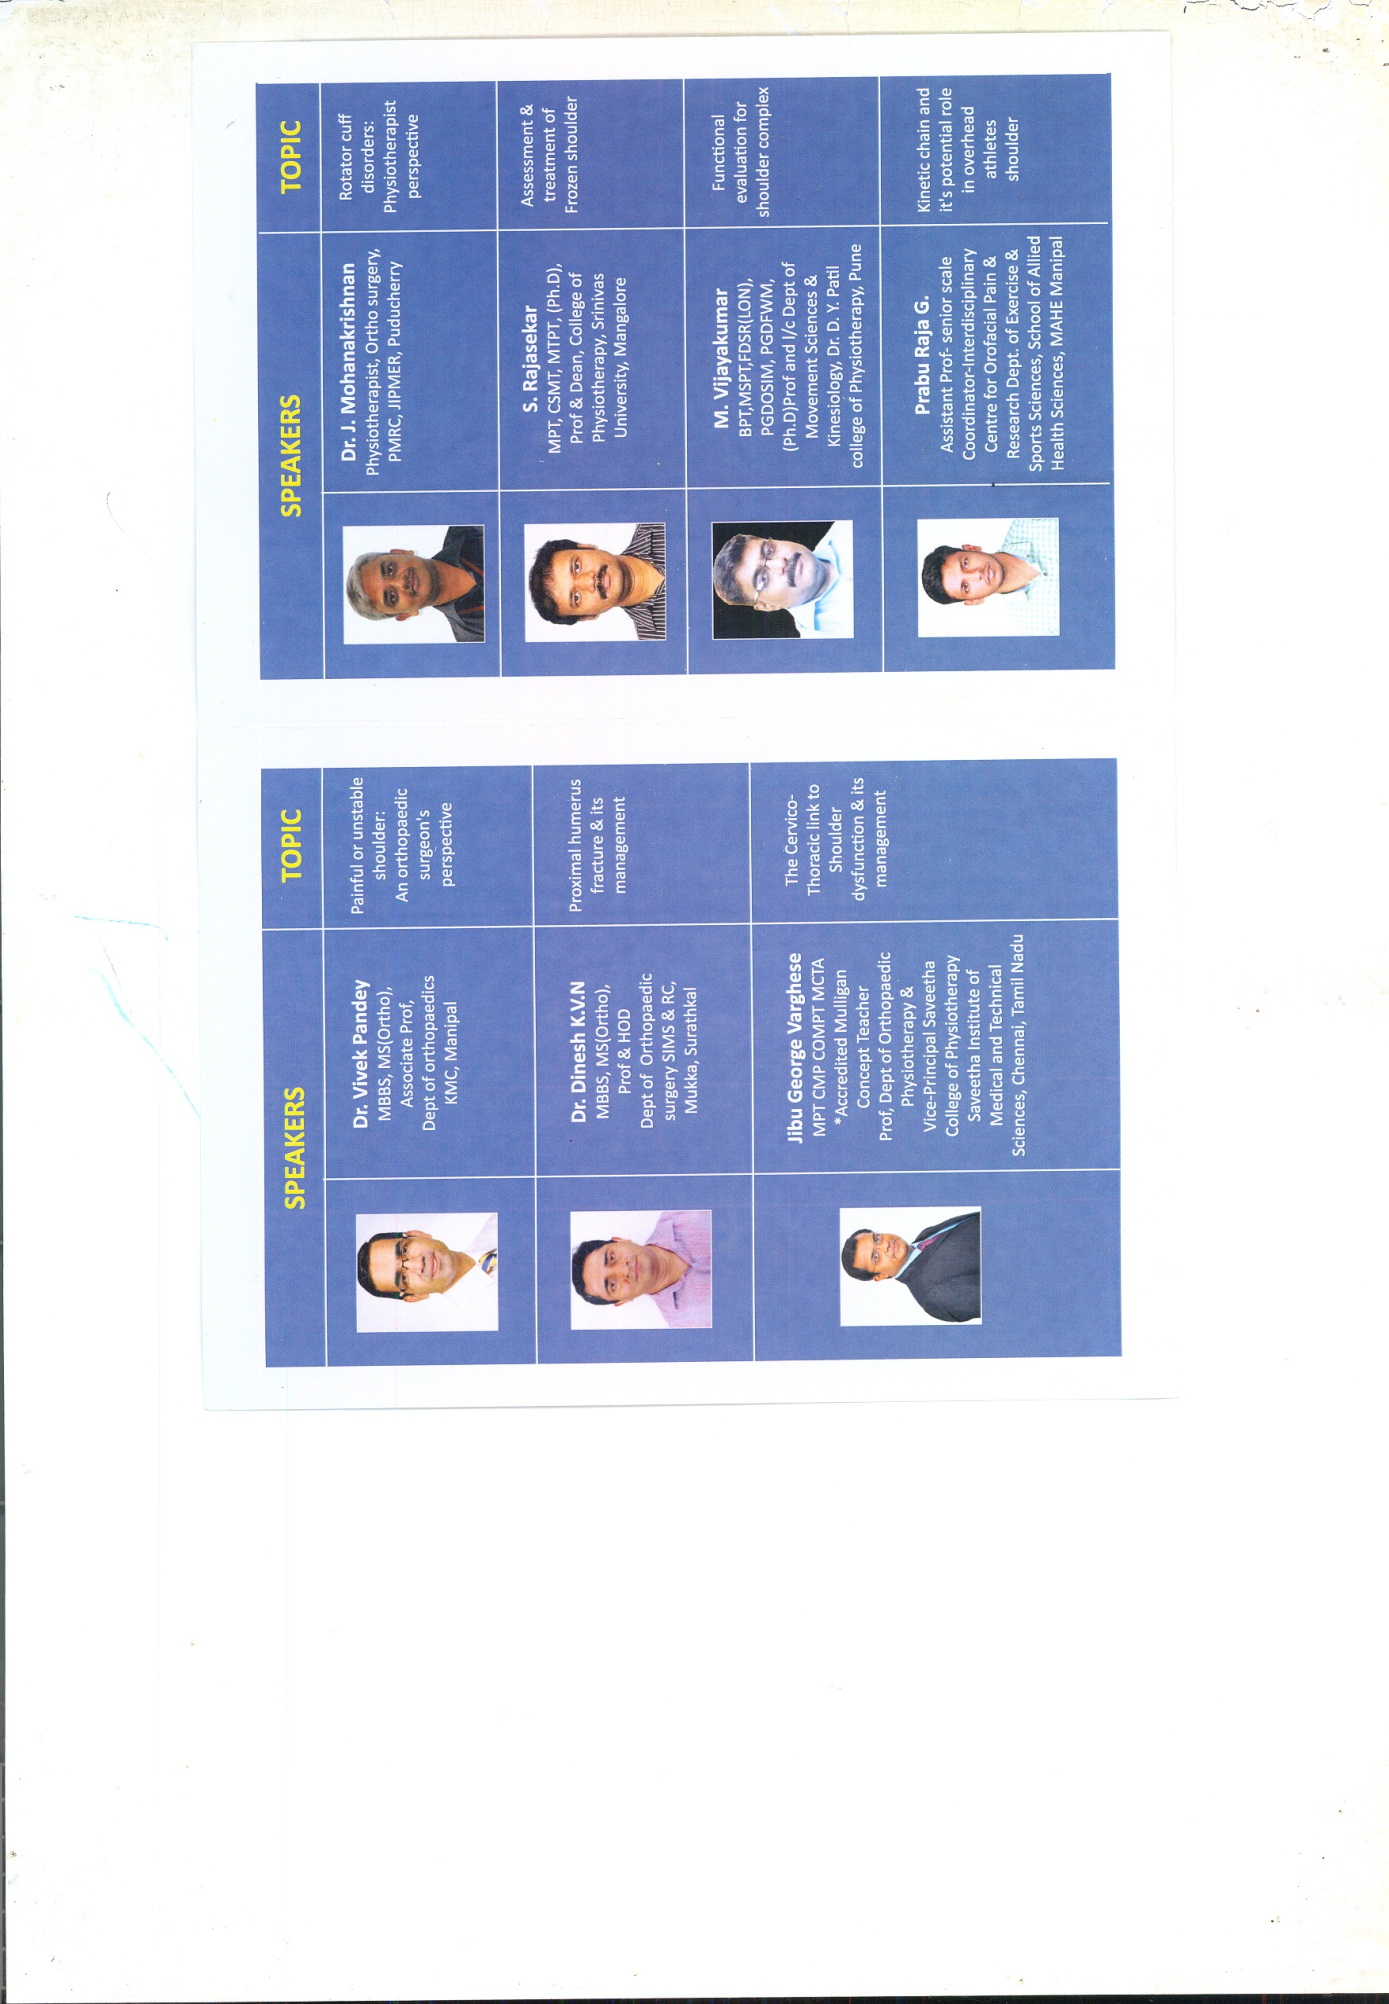 SPEAKERS
TOPIC
Dr. Vivek Pandey
MBBS, MS(Ortho),
Associate Prof,
Dept of orthopaedics
KMC, Manipal
Painful or unstable
shoulder:
An orthopaedic
surgeon's
perspective
Dr. Dinesh K.V.N
MBBS, MS(Ortho),
Prof & HOD
Dept of Orthopaedic
surgery SIMS & RC,
Mukka, Surathkal
Proximal humerus
fracture & its
management
Jibu George Varghese
MPT CMP COMPT MCTA
*Accredited Mulligan
Concept Teacher
Prof, Dept of Orthopaedic
Physiotherapy &
Vice-Principal Saveetha
College of Physiotherapy
Saveetha Institute of
Medical and Technical
Sciences, Chennai, Tamil Nadu
The Cervico-
Thoracic link to
Shoulder
dysfunction & its
management
SPEAKERS
TOPIC
Dr. J. Mohanakrishnan
Physiotherapist, Ortho surgery,
PMRC, JIPMER, Puducherry
Rotator cuff
disorders:
Physiotherapist
perspective
S. Rajasekar
MPT, CSMT, MTPT, (Ph.D),
Prof & Dean, College of
Physiotherapy, Srinivas
University, Mangalore
Assessment &
treatment of
Frozen shoulder
M. Vijayakumar
BPT,MSPT,FDSR(LON),
PGDOSIM, PGDFWM,
(Ph.D)Prof and I/c Dept of
Movement Sciences &
Kinesiology, Dr. D. Y. Patil
college of Physiotherapy, Pune
Functional
evaluation for
shoulder complex
Prabu Raja G.
Assistant Prof- senior scale
Coordinator-Interdisciplinary
Centre for Orofacial Pain &
Research Dept. of Exercise &
Sports Sciences, School of Allied
Health Sciences, MAHE Manipal
Kinetic chain and
it's potential role
in overhead
athletes
shoulder